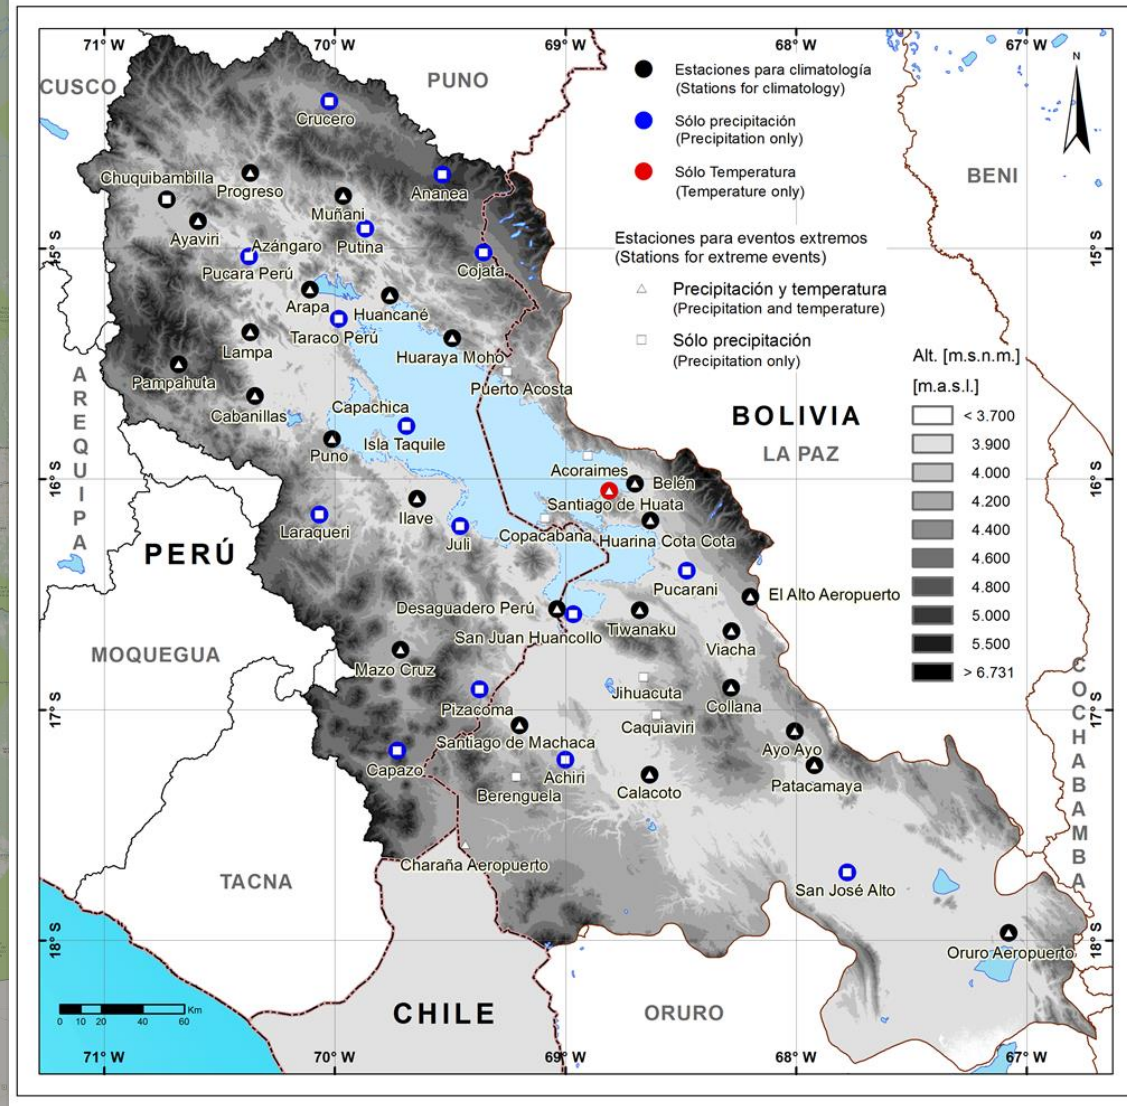 71° W
70° W
69° W
68° W
67° W
CUSCO
PUNO
BENI
N
Estaciones para climatología
(Stations for climatology)
Sólo precipitación
(Precipitation only)
Sólo Temperatura
(Temperature only)
Estaciones para eventos extremos
(Stations for extreme events)
Precipitación y temperatura
(Precipitation and temperature)
Sólo precipitación
(Precipitation only)
Alt. [m.s.n.m.]
[m.a.s.l.]
< 3.700
3.900
4.000
4.200
4.400
4.600
4.800
5.000
5.500
> 6.731
Crucero
Chuquibambilla
Progreso
Ananea
Muñani
Ayaviri
Azángaro
Putina
15° S
15° S
Pucara Perú
Cojata
Arapa
Huancané
Taraco Perú
Lampa
Huaraya Moho
Pampahuta
Puerto Acosta
Cabanillas
Capachica
Isla Taquile
Puno
AREQUIPA
BOLIVIA
LA PAZ
Acoraimes
Belén
16° S
16° S
Santiago de Huata
Ilave
Laraqueri
Juli
Copacabana
Huarina Cota Cota
PERÚ
Pucarani
El Alto Aeropuerto
Desaguadero Perú
San Juan Huancollo
Tiwanaku
Viacha
MOQUEGUA
Mazo Cruz
Jihuacuta
Collana
COCHABAMBA
17° S
17° S
Pizacoma
Caquiaviri
Santiago de Machaca
Ayo Ayo
Capazo
Achiri
Patacamaya
Berenguela
Calacoto
Charaña Aeropuerto
TACNA
San José Alto
18° S
18° S
Oruro Aeropuerto
CHILE
ORURO
Km
0 10 20 40 60
71° W
70° W
69° W
68° W
67° W